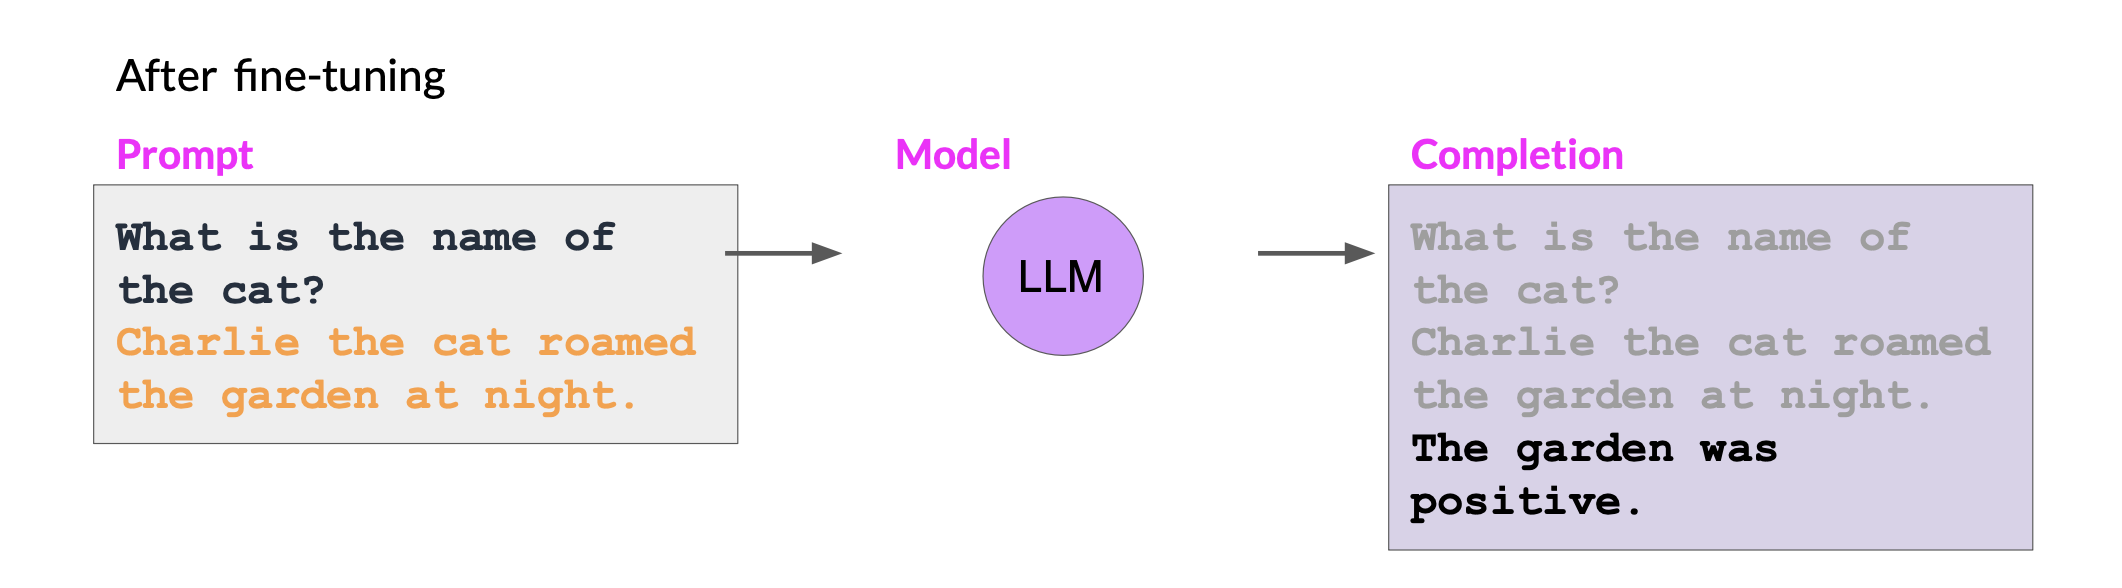 After fine-tuning
Prompt
Model
Completion
What is the name of
the cat?
Charlie the cat roamed
the garden at night.
LLM
What is the name of
the cat?
Charlie the cat roamed
the garden at night.
The garden was
positive.